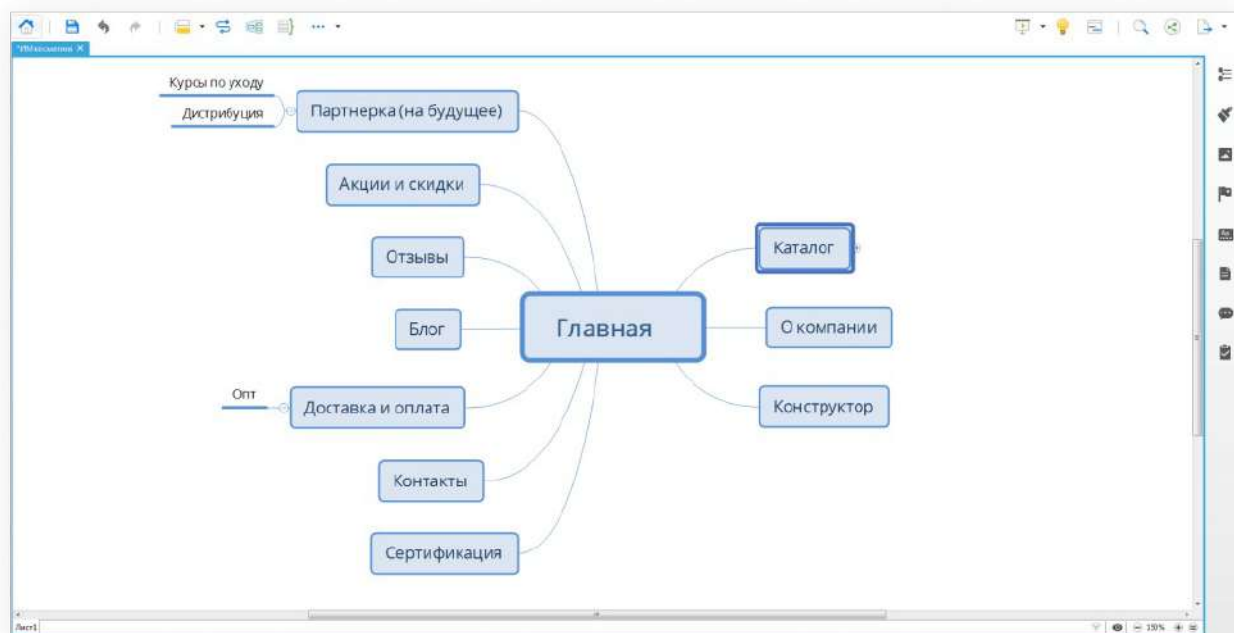 Курсы по уходу
Дистрибуция
Партнерка (на будущее)
Акции и скидки
Отзывы
Блог
Опт
Доставка и оплата
Контакты
Сертификация
Главная
Каталог
О компании
Конструктор
Лист1
150%